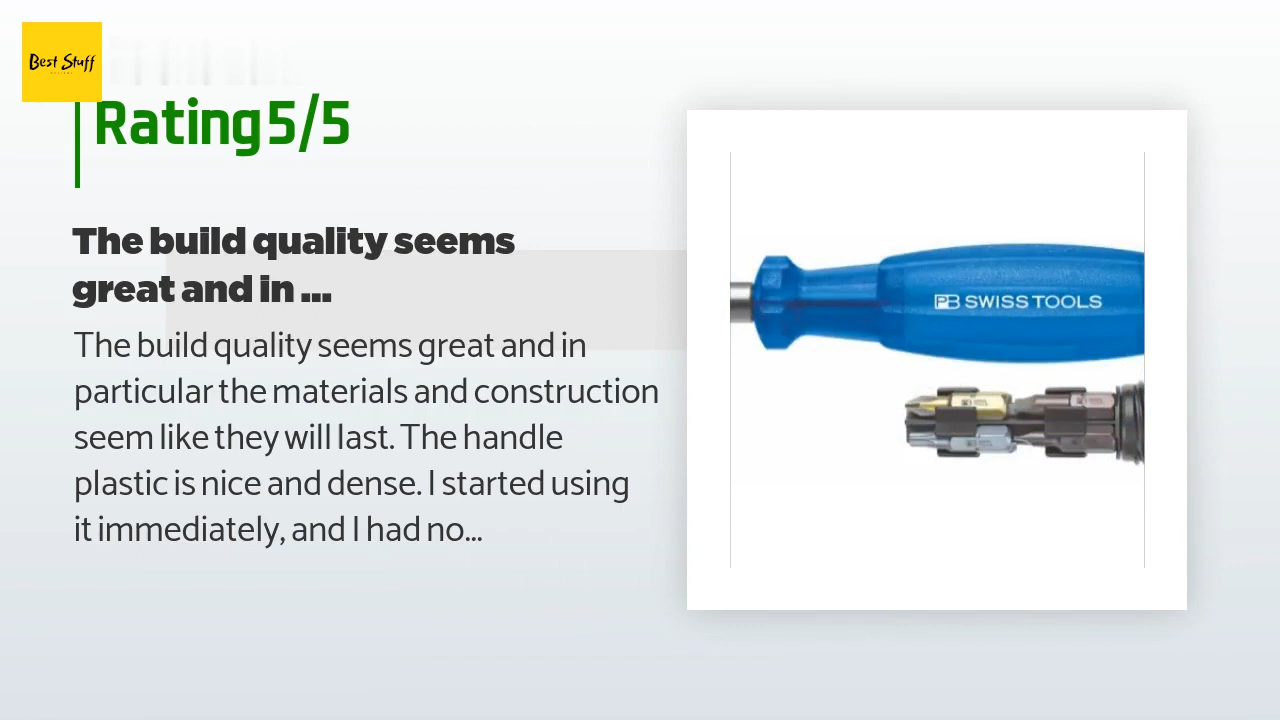 Best Stuff
Rating 5/5
The build quality seems
great and in ...
The build quality seems great and in
particular the materials and construction
seem like they will last. The handle
plastic is nice and dense. I started using
it immediately, and I had no...
PB SWISS TOOLS